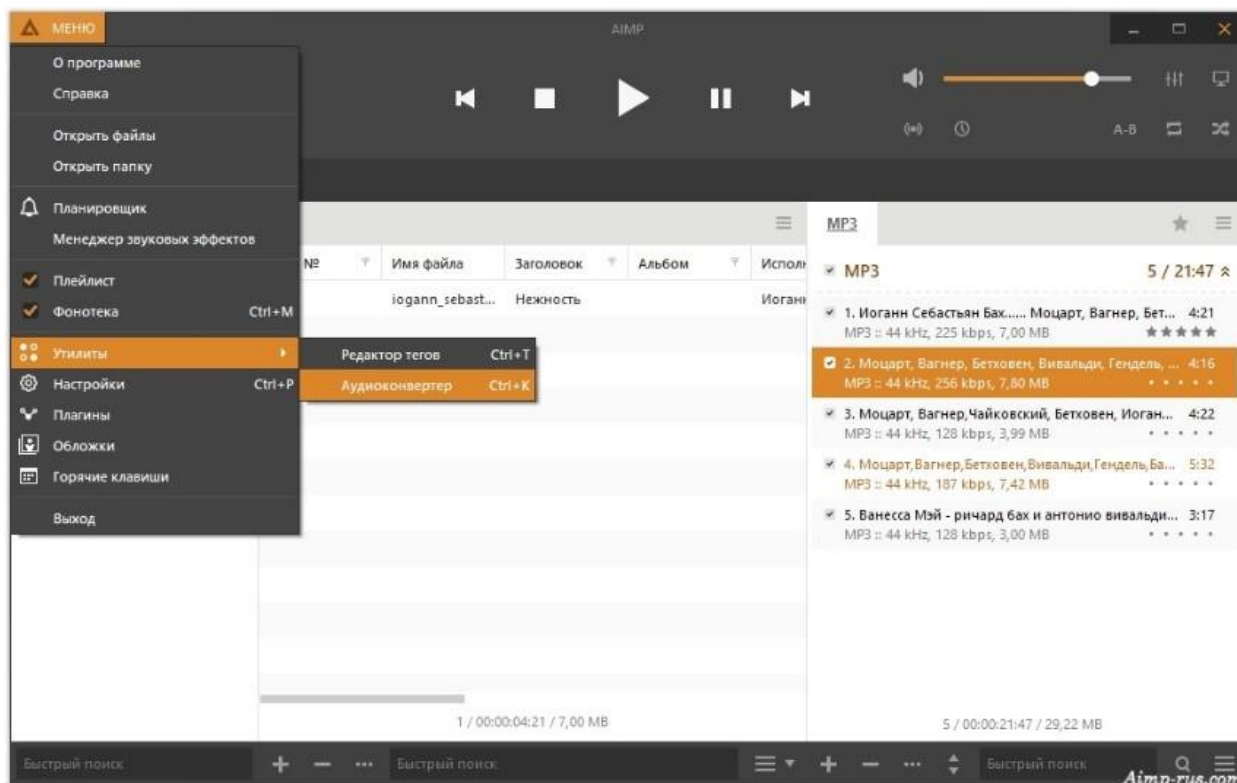 МЕНЮ
AIMP
О программе
Справка
Открыть файлы
Открыть папку
Планировщик
Менеджер звуковых эффектов
Плейлист
Фонотека Ctrl+M
Утилиты
Настройки Ctrl+P
Плагины
Обложки
Горячие клавиши
Выход
Редактор тегов Ctrl+T
Аудиоконвертер Ctrl+K
A-B
№ Имя файла Заголовок Альбом Исполн
iogann_sebast... Нежность Иоганн
1 / 00:00:04:21 / 7,00 MB
MP3
MP3 5 / 21:47
1. Иоганн Себастьян Бах...... Моцарт, Вагнер, Бет... 4:21
MP3 :: 44 kHz, 225 kbps, 7,00 MB
2. Моцарт, Вагнер, Бетховен, Вивальди, Гендель, ... 4:16
MP3 :: 44 kHz, 256 kbps, 7,80 MB
3. Моцарт, Вагнер,Чайковский, Бетховен, Иоган... 4:22
MP3 :: 44 kHz, 128 kbps, 3,99 MB
4. Моцарт,Вагнер,Бетховен,Вивальди,Гендель,Ба... 5:32
MP3 :: 44 kHz, 187 kbps, 7,42 MB
5. Ванесса Мэй - ричард бах и антонио вивальди... 3:17
MP3 :: 44 kHz, 128 kbps, 3,00 MB
5 / 00:00:21:47 / 29,22 MB
Быстрый поиск
Быстрый поиск
Быстрый поиск
Aimp-rus.com